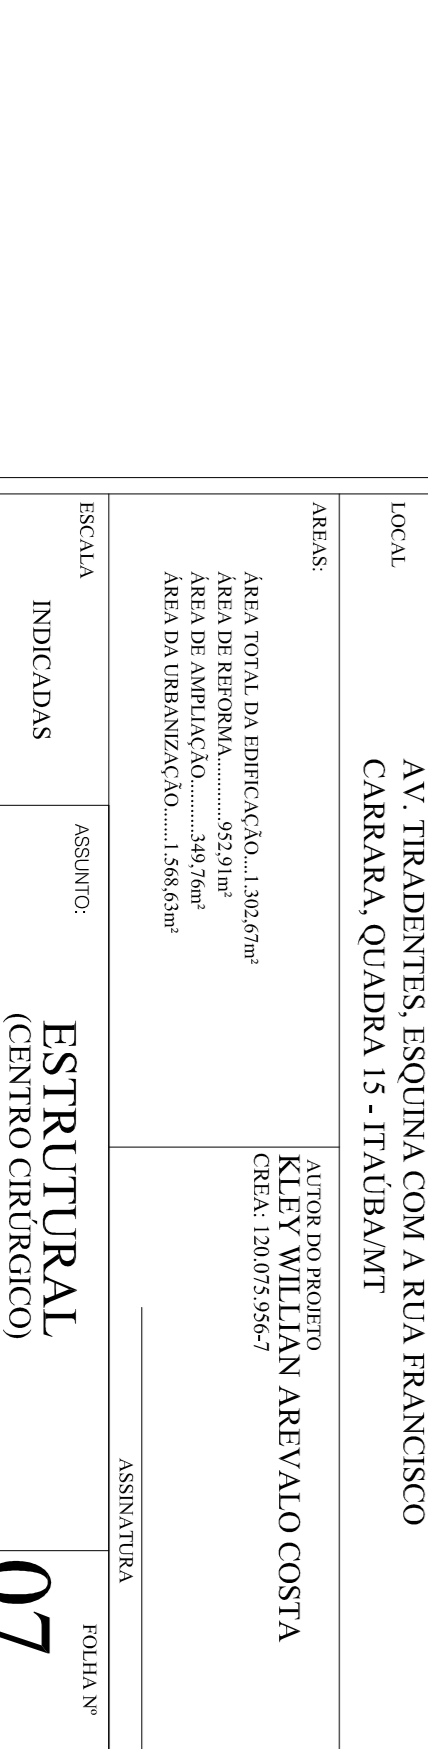 LOCAL
AV. TIRADENTES, ESQUINA COM A RUA FRANCISCO
CARRARA, QUADRA 15 - ITAÚBA/MT
AREAS:
ÁREA TOTAL DA EDIFICAÇÃO....1.302,67m²
ÁREA DE REFORMA.............952,91m²
ÁREA DE AMPLIAÇÃO...........349,76m²
ÁREA DA URBANIZAÇÃO.......1.568,63m²
AUTOR DO PROJETO
KLEY WILLIAN AREVALO COSTA
CREA: 120.075.956-7
ASSINATURA
ESCALA
INDICADAS
ASSUNTO:
ESTRUTURAL
(CENTRO CIRÚRGICO)
FOLHA Nº
07